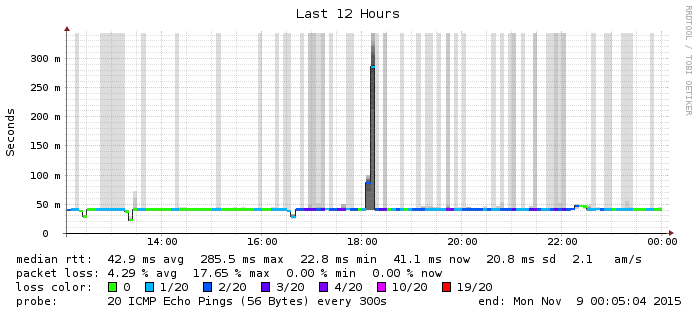 Last 12 Hours
RRDTOOL / TOBI OETIKER
Seconds
300 m
250 m
200 m
150 m
100 m
50 m
0
14:00 16:00 18:00 20:00 22:00 00:00
median rtt: 42.9 ms avg 285.5 ms max 22.8 ms min 41.1 ms now 20.8 ms sd 2.1 am/s
packet loss: 4.29 % avg 17.65 % max 0.00 % min 0.00 % now
loss color: 0 1/20 2/20 3/20 4/20 10/20 19/20
probe: 20 ICMP Echo Pings (56 Bytes) every 300s end: Mon Nov 9 00:05:04 2015